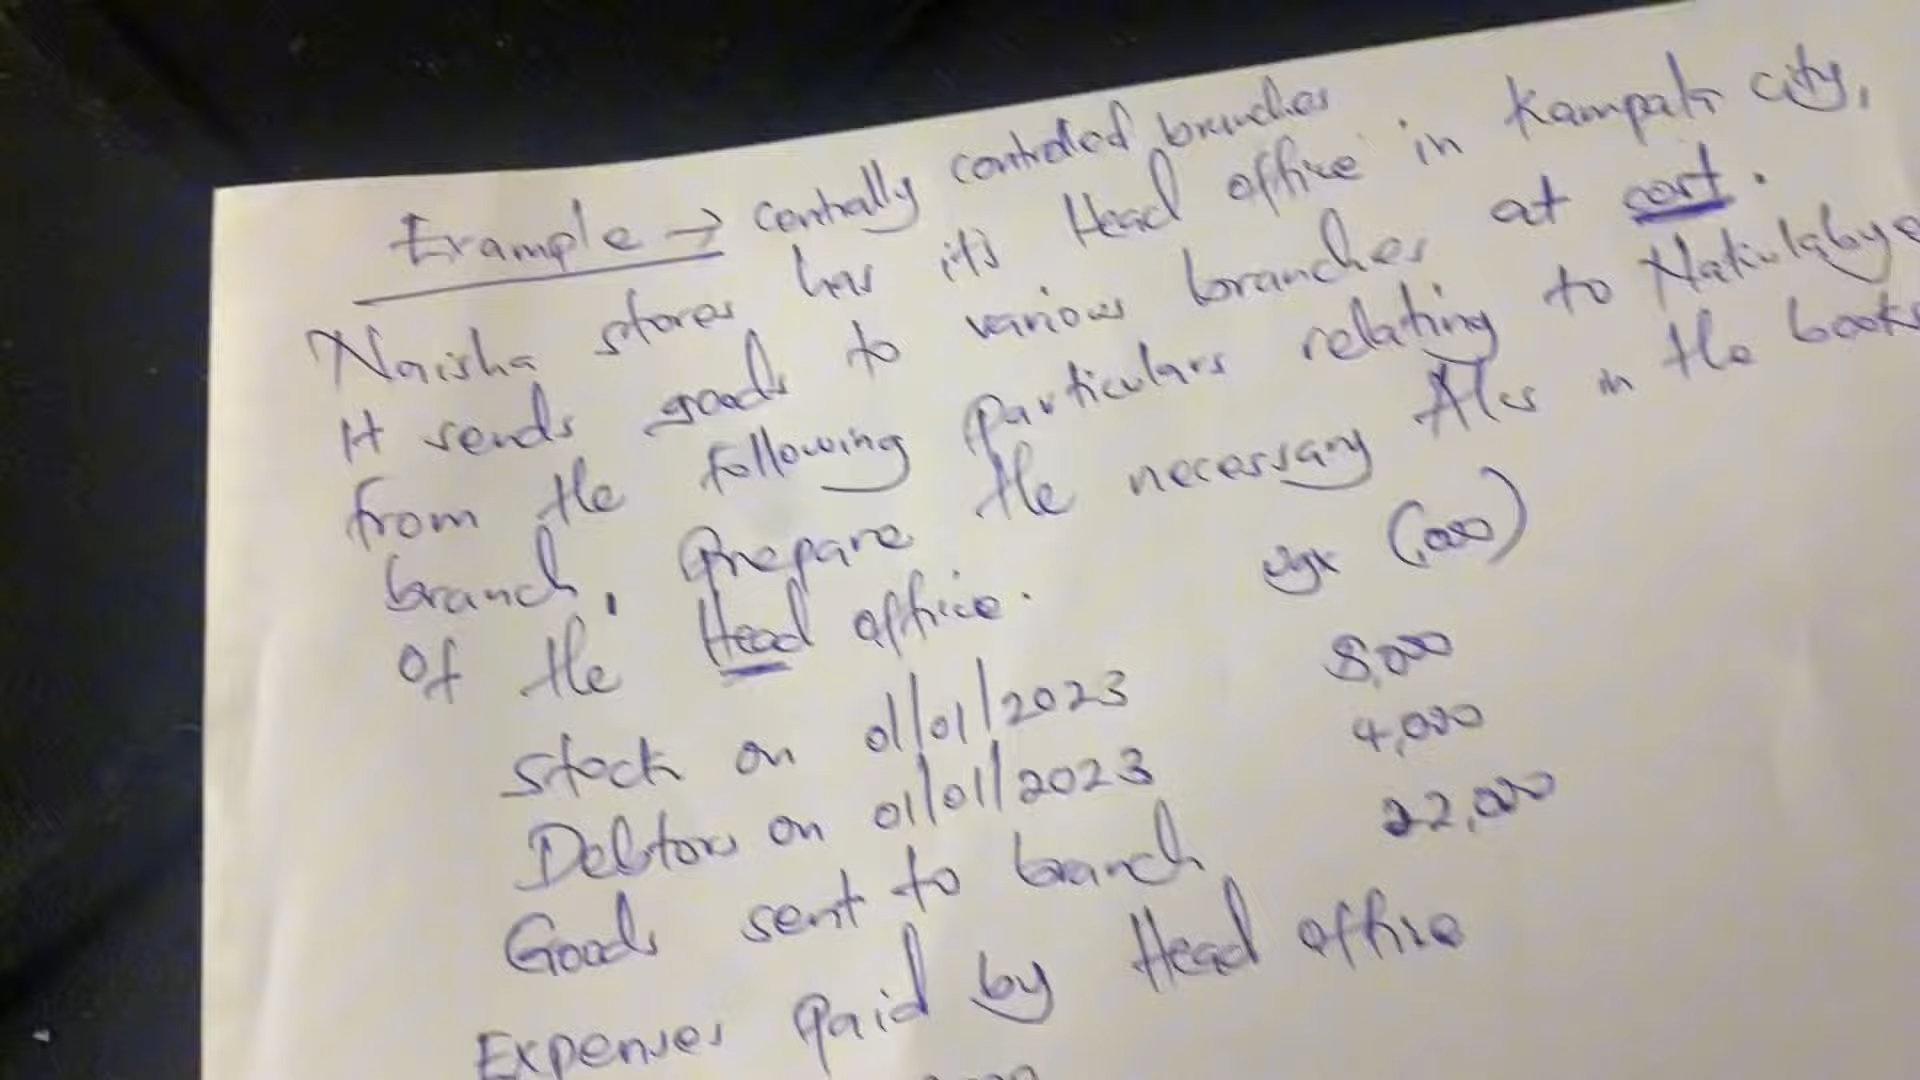 Example → centrally controlled branches
Naisha stores has it's Head office in Kampala city,
It sends goods to various branches at cost.
from the following particulars relating to Nakulabye
branch, Prepare the necessary A/cs in the books
of the Head office.
ugx (,000)
Stock on 01/01/2023 8,000
Debtors on 01/01/2023 4,000
Goods sent to branch 22,000
Expenses paid by Head office